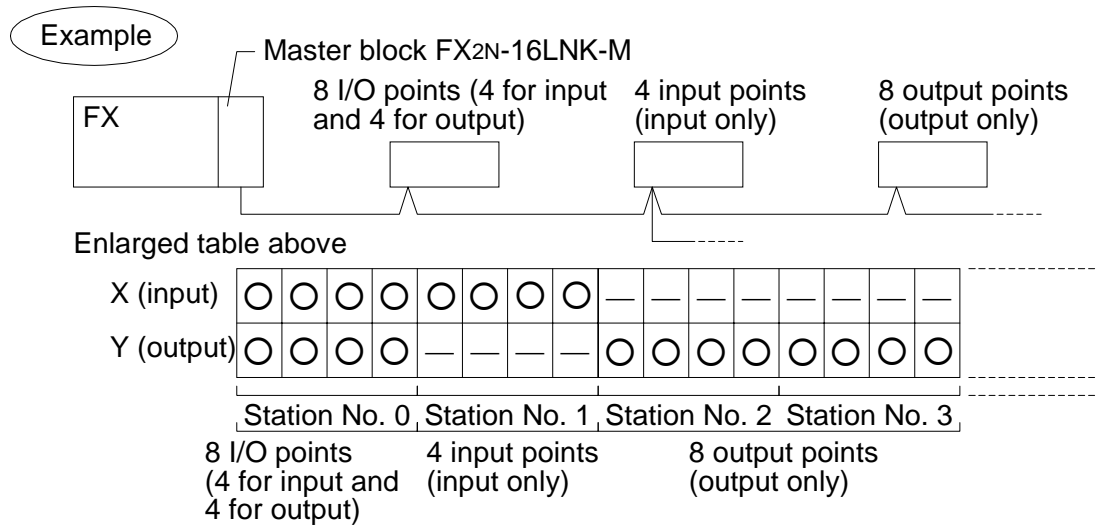 Example
Master block FX2N-16LNK-M
FX
8 I/O points (4 for input
and 4 for output)
4 input points
(input only)
8 output points
(output only)
Enlarged table above
X (input) O O O O O O O O — — — — — — — —
Y (output) O O O O — — — — O O O O O O O O
Station No. 0 Station No. 1 Station No. 2 Station No. 3
8 I/O points
(4 for input and
4 for output)
4 input points
(input only)
8 output points
(output only)